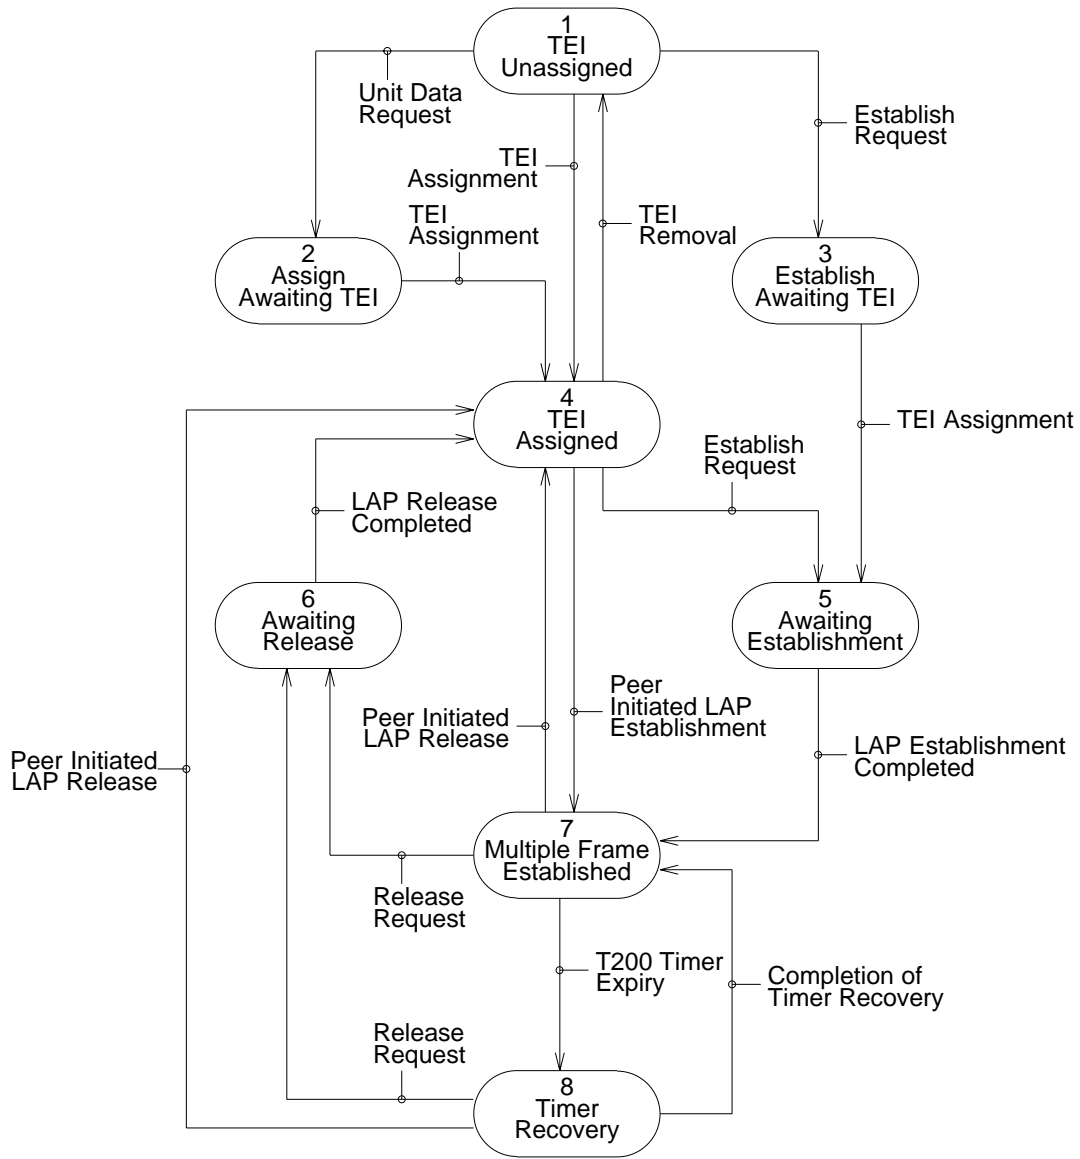 1
TEI
Unassigned
Unit Data
Request
Establish
Request
TEI
Assignment
TEI
Assignment
TEI
Removal
2
Assign
Awaiting TEI
3
Establish
Awaiting TEI
4
TEI
Assigned
TEI Assignment
Establish
Request
LAP Release
Completed
6
Awaiting
Release
5
Awaiting
Establishment
Peer
Initiated LAP
Establishment
Peer Initiated
LAP Release
LAP Establishment
Completed
Peer Initiated
LAP Release
7
Multiple Frame
Established
Release
Request
T200 Timer
Expiry
Completion of
Timer Recovery
Release
Request
8
Timer
Recovery